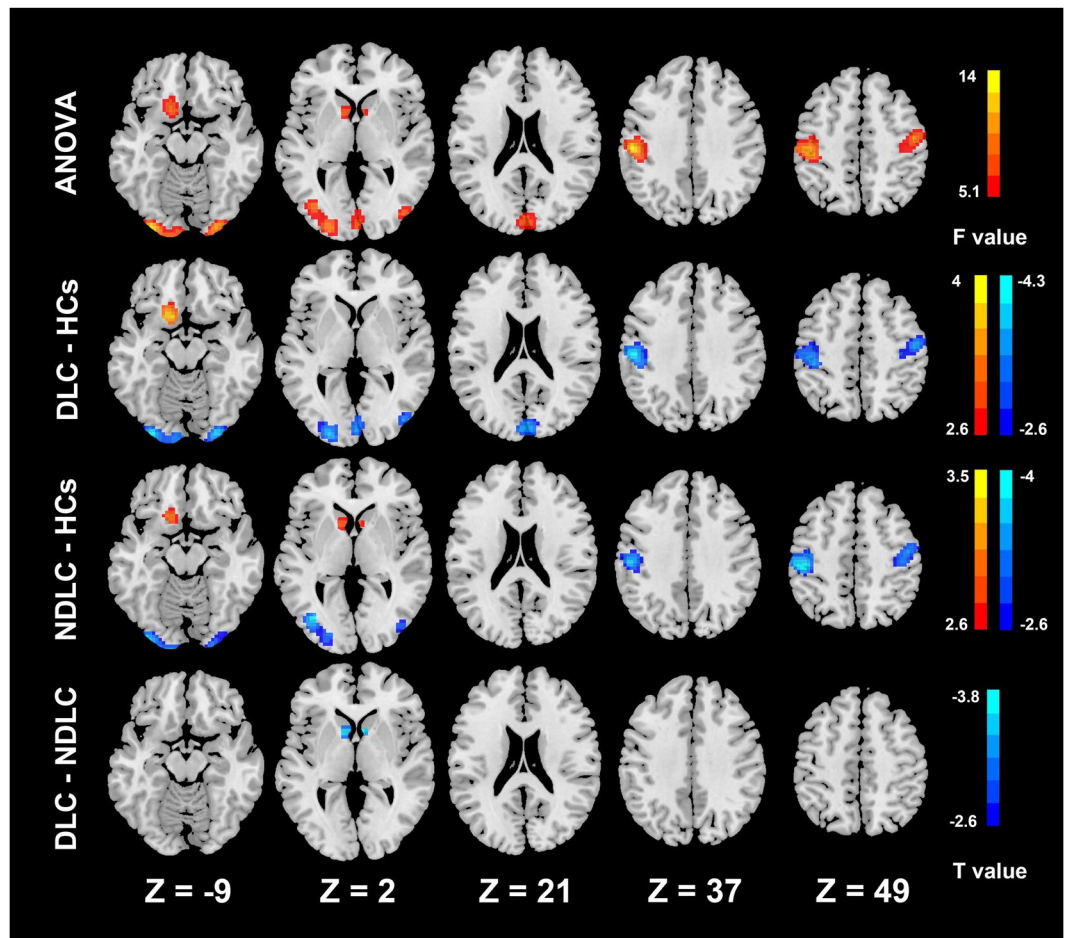 ANOVA
14
5.1
F value
DLC - HCs
4
-4.3
2.6
-2.6
NDLC - HCs
3.5
-4
2.6
-2.6
DLC - NDLC
-3.8
-2.6
T value
Z = -9
Z = 2
Z = 21
Z = 37
Z = 49